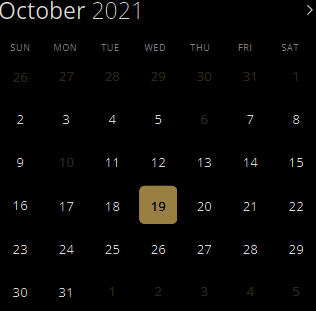 October 2021
SUN MON TUE WED THU FRI SAT
26 27 28 29 30 31 1
2 3 4 5 6 7 8
9 10 11 12 13 14 15
16 17 18 19 20 21 22
23 24 25 26 27 28 29
30 31 1 2 3 4 5